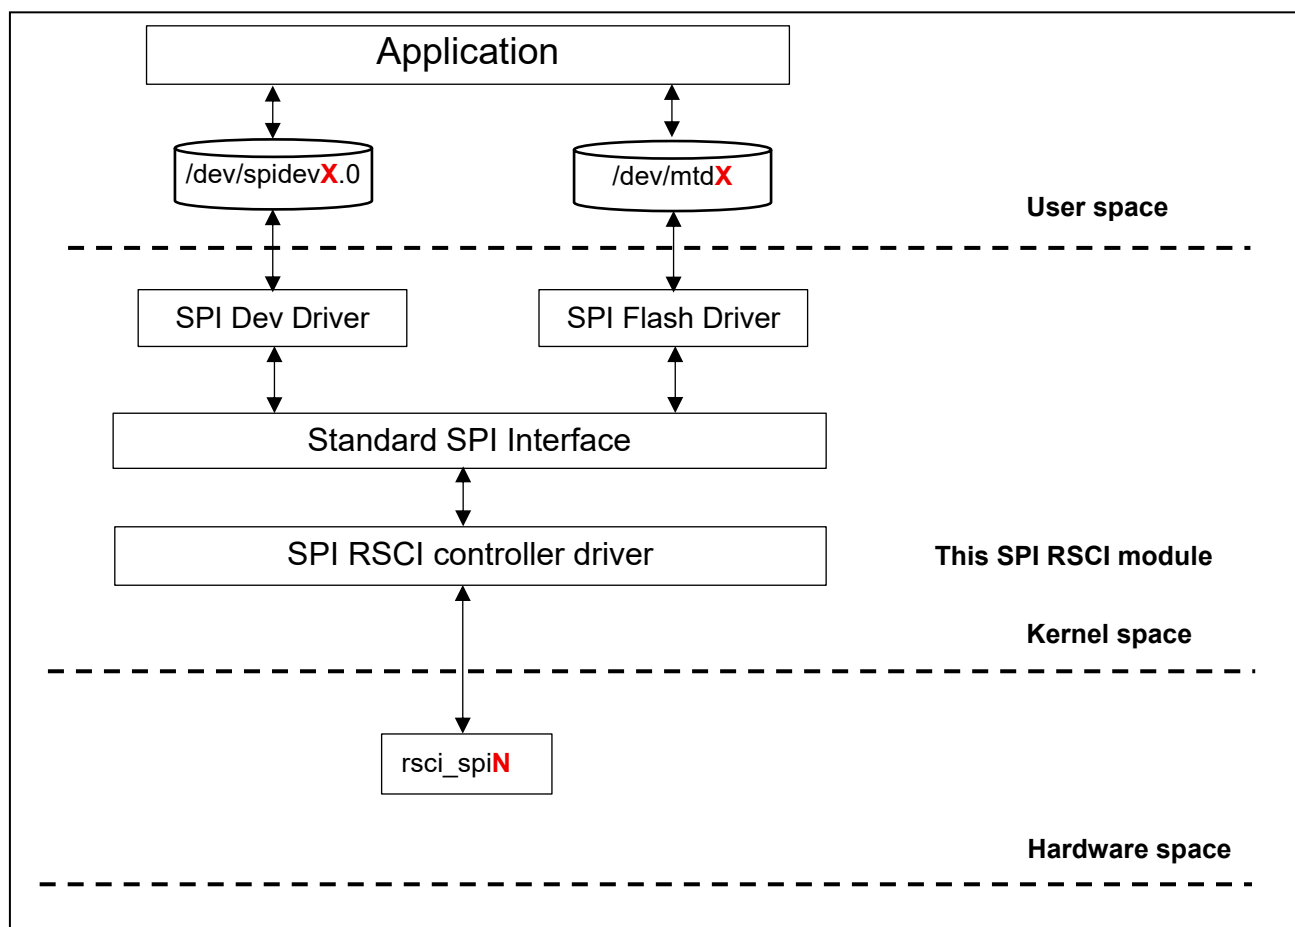 Application
/dev/spidevX.0
/dev/mtdX
User space
SPI Dev Driver
SPI Flash Driver
Standard SPI Interface
SPI RSCI controller driver
This SPI RSCI module
Kernel space
rsci_spiN
Hardware space